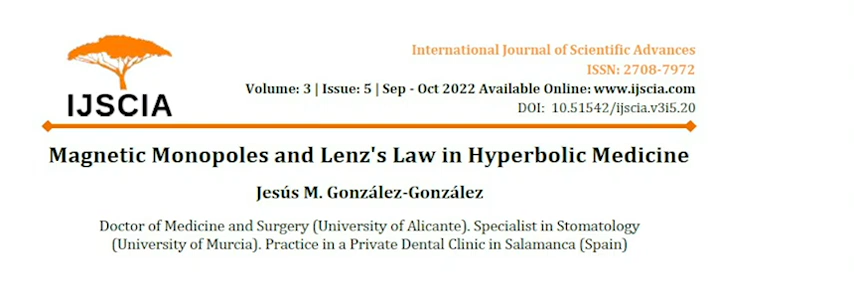 IJSCIA
International Journal of Scientific Advances
ISSN: 2708-7972
Volume: 3 | Issue: 5 | Sep - Oct 2022 Available Online: www.ijscia.com
DOI: 10.51542/ijscia.v3i5.20
Magnetic Monopoles and Lenz's Law in Hyperbolic Medicine
Jesús M. González-González
Doctor of Medicine and Surgery (University of Alicante). Specialist in Stomatology
(University of Murcia). Practice in a Private Dental Clinic in Salamanca (Spain)